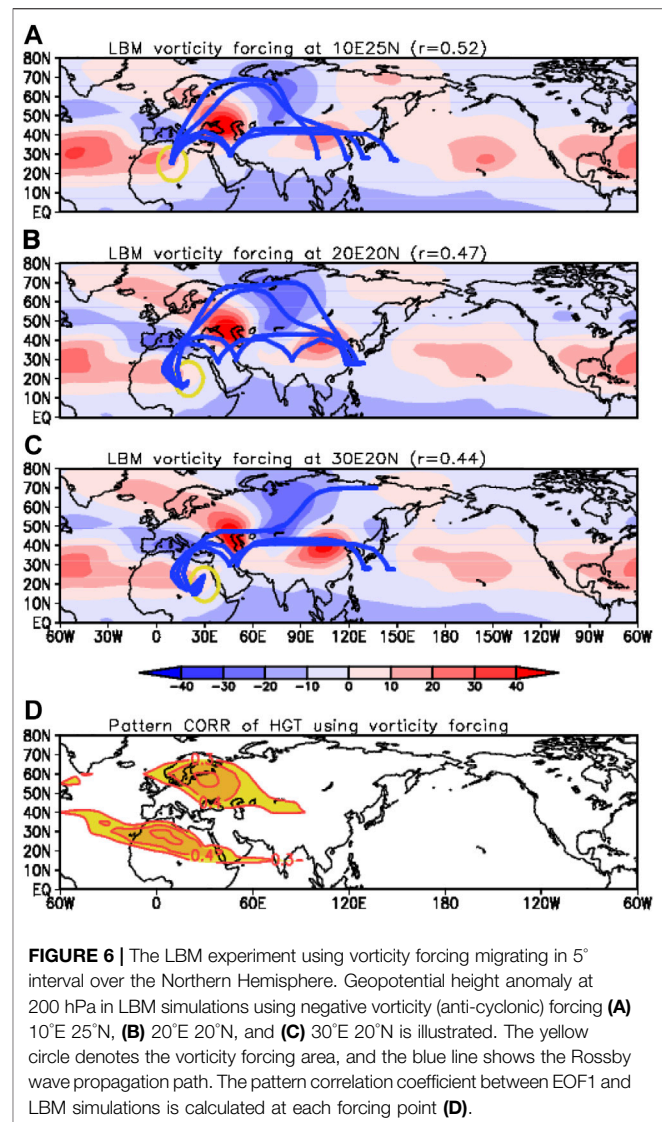 A
LBM vorticity forcing at 10E25N (r=0.52)
80N
70N
60N
50N
40N
30N
20N
10N
EQ
B
LBM vorticity forcing at 20E20N (r=0.47)
80N
70N
60N
50N
40N
30N
20N
10N
EQ
C
LBM vorticity forcing at 30E20N (r=0.44)
80N
70N
60N
50N
40N
30N
20N
10N
EQ
60W 30W 0 30E 60E 90E 120E 150E 180 150W 120W 90W 60W
-40 -30 -20 -10 0 10 20 30 40
D
Pattern CORR of HGT using vorticity forcing
80N
70N
60N
50N
40N
30N
20N
10N
EQ
0.4
0.3
60W 0 60E 120E 180 120W 60W
FIGURE 6 | The LBM experiment using vorticity forcing migrating in 5°
interval over the Northern Hemisphere. Geopotential height anomaly at
200 hPa in LBM simulations using negative vorticity (anti-cyclonic) forcing (A)
10°E 25°N, (B) 20°E 20°N, and (C) 30°E 20°N is illustrated. The yellow
circle denotes the vorticity forcing area, and the blue line shows the Rossby
wave propagation path. The pattern correlation coefficient between EOF1 and
LBM simulations is calculated at each forcing point (D).